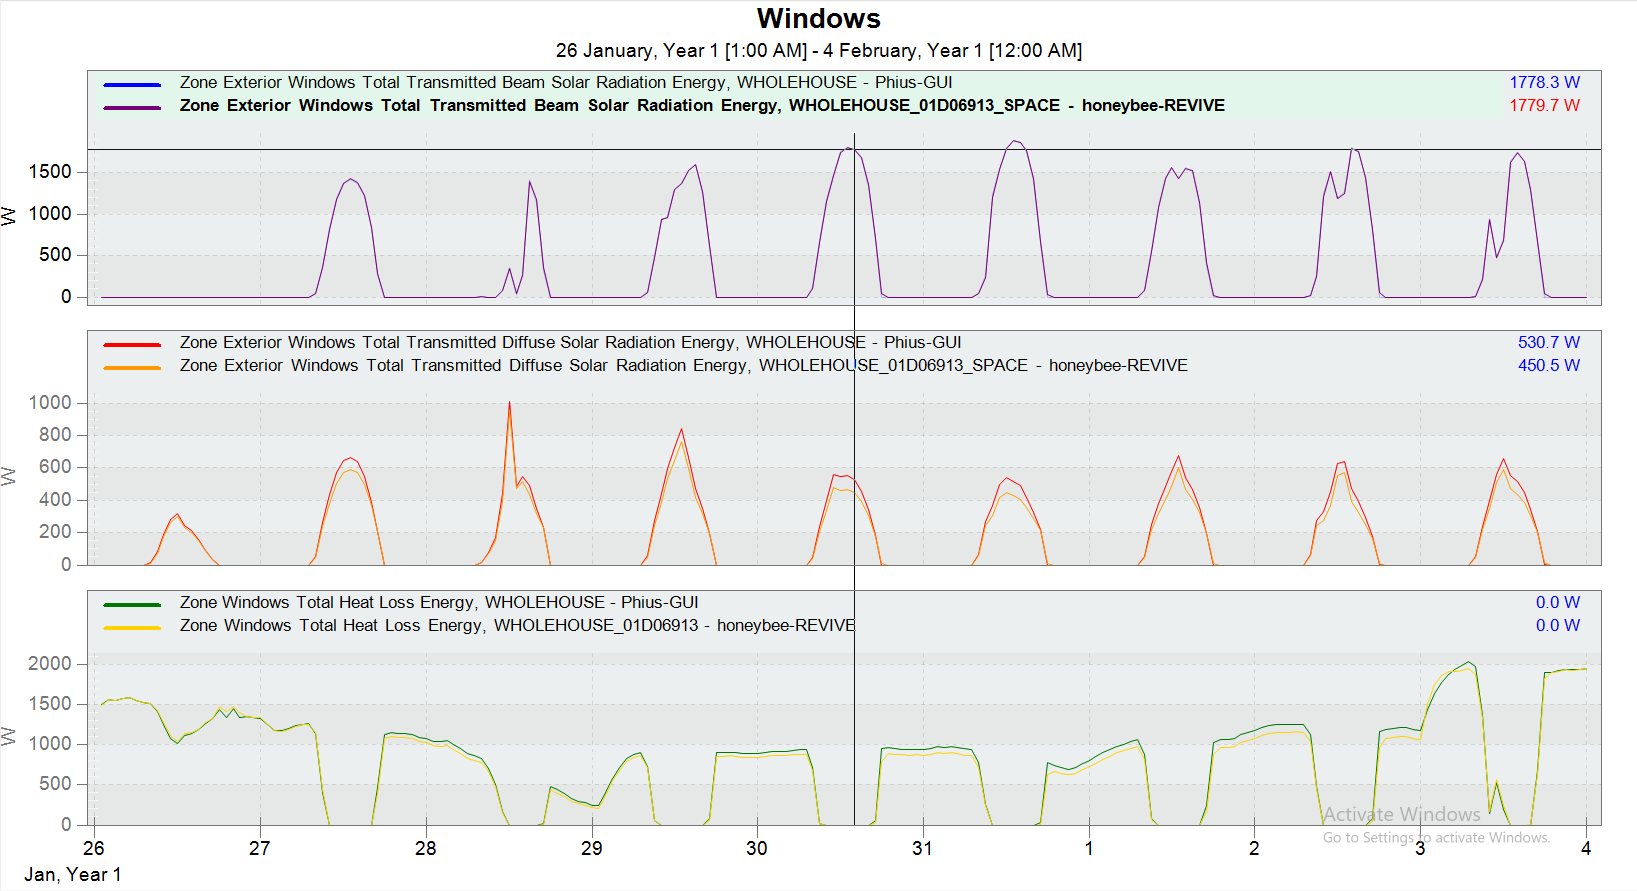 Windows
26 January, Year 1 [1:00 AM] - 4 February, Year 1 [12:00 AM]
Zone Exterior Windows Total Transmitted Beam Solar Radiation Energy, WHOLEHOUSE - Phius-GUI 1778.3 W
Zone Exterior Windows Total Transmitted Beam Solar Radiation Energy, WHOLEHOUSE_01D06913_SPACE - honeybee-REVIVE 1779.7 W
1500
1000
500
0
W
Zone Exterior Windows Total Transmitted Diffuse Solar Radiation Energy, WHOLEHOUSE - Phius-GUI 530.7 W
Zone Exterior Windows Total Transmitted Diffuse Solar Radiation Energy, WHOLEHOUSE_01D06913_SPACE - honeybee-REVIVE 450.5 W
1000
800
600
400
200
0
W
Zone Windows Total Heat Loss Energy, WHOLEHOUSE - Phius-GUI 0.0 W
Zone Windows Total Heat Loss Energy, WHOLEHOUSE_01D06913 - honeybee-REVIVE 0.0 W
2000
1500
1000
500
0
W
Activate Windows
Go to Settings to activate Windows.
26 27 28 29 30 31 1 2 3 4
Jan, Year 1